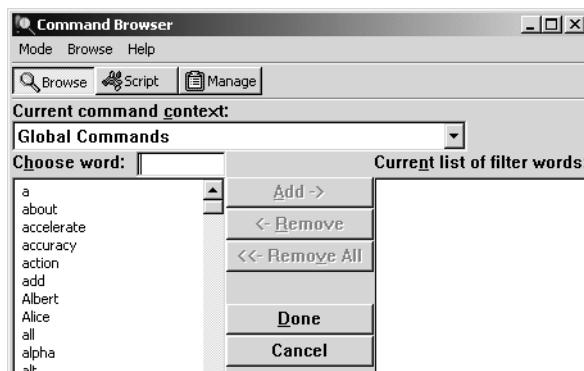 Command Browser
Mode Browse Help
Browse Script Manage
Current command context:
Global Commands
Choose word:
Current list of filter words:
a
about
accelerate
accuracy
action
add
Albert
Alice
all
alpha
alt
Add ->
<- Remove
<<- Remove All
Done
Cancel